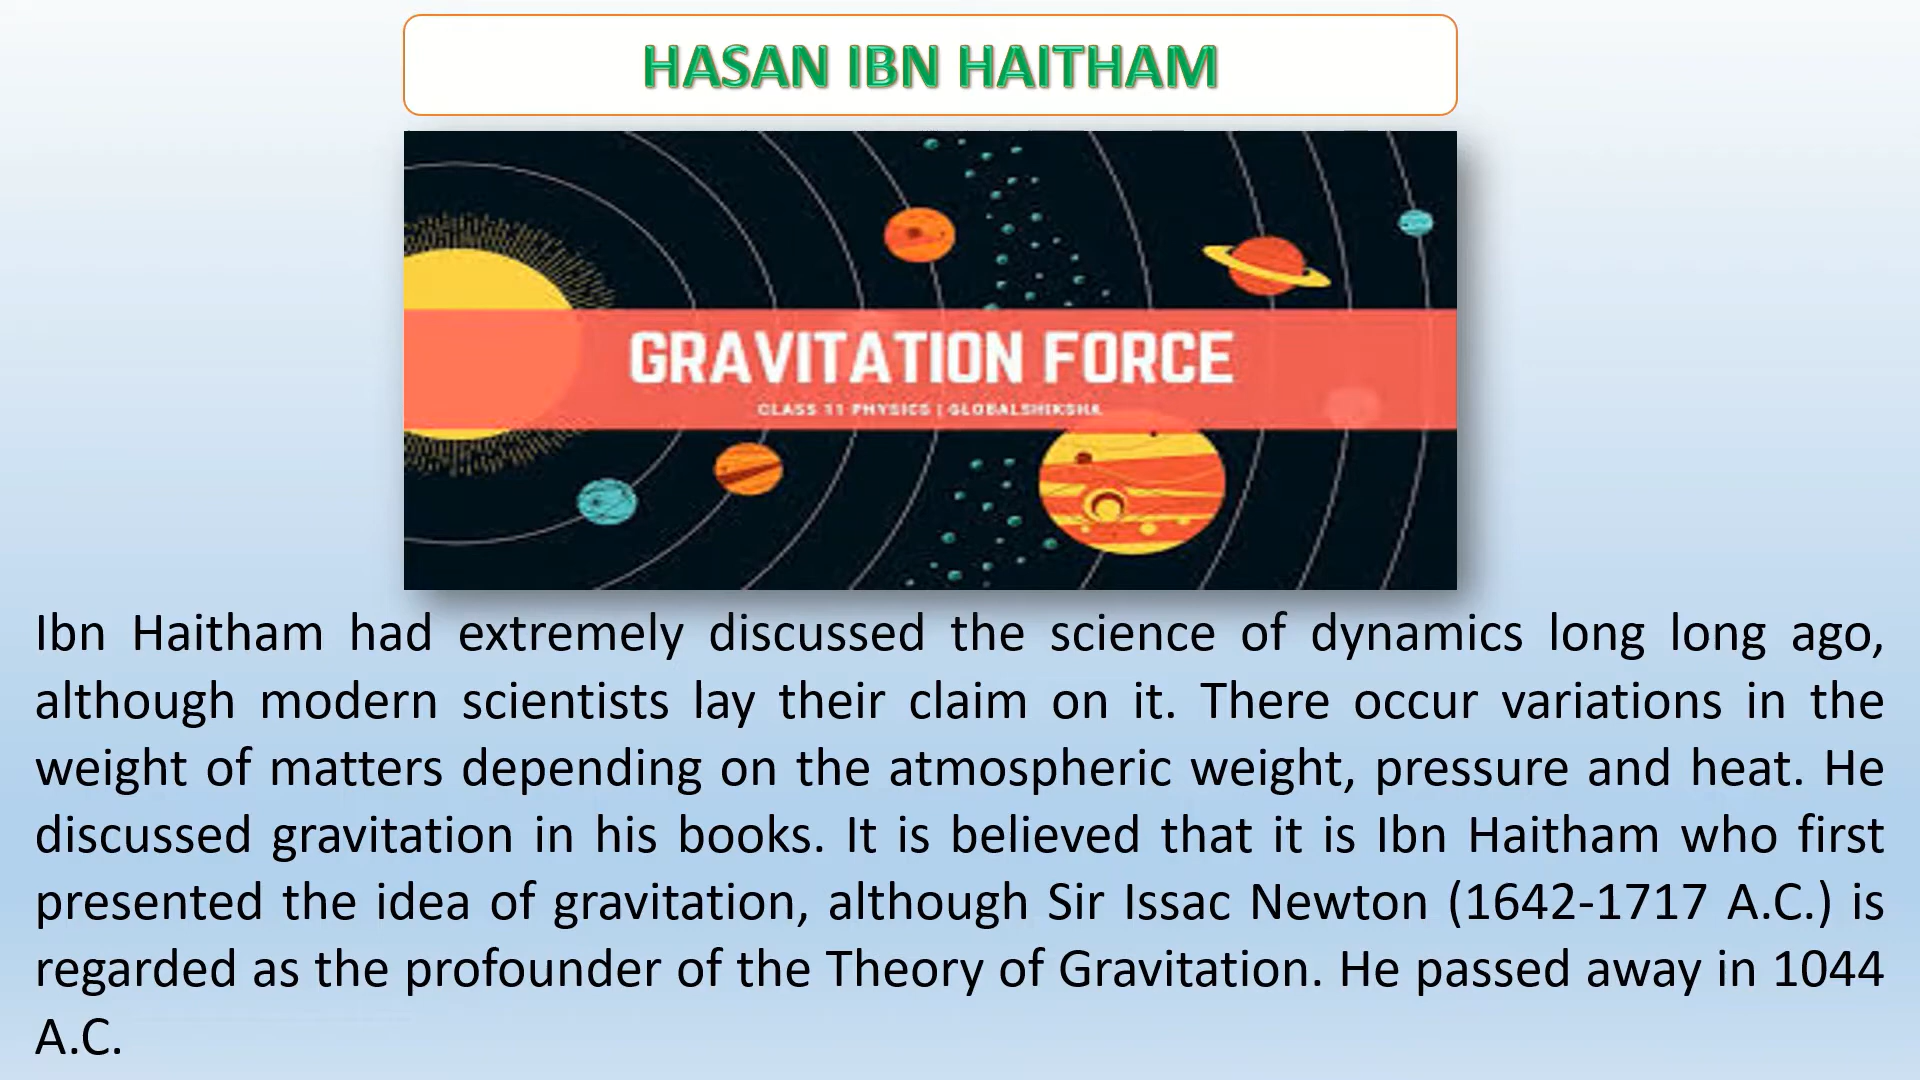 HASAN IBN HAITHAM
GRAVITATION FORCE
CLASS 11 PHYSICS | GLOBALSHIKSHA
Ibn Haitham had extremely discussed the science of dynamics long long ago,
although modern scientists lay their claim on it. There occur variations in the
weight of matters depending on the atmospheric weight, pressure and heat. He
discussed gravitation in his books. It is believed that it is Ibn Haitham who first
presented the idea of gravitation, although Sir Issac Newton (1642-1717 A.C.) is
regarded as the profounder of the Theory of Gravitation. He passed away in 1044
A.C.